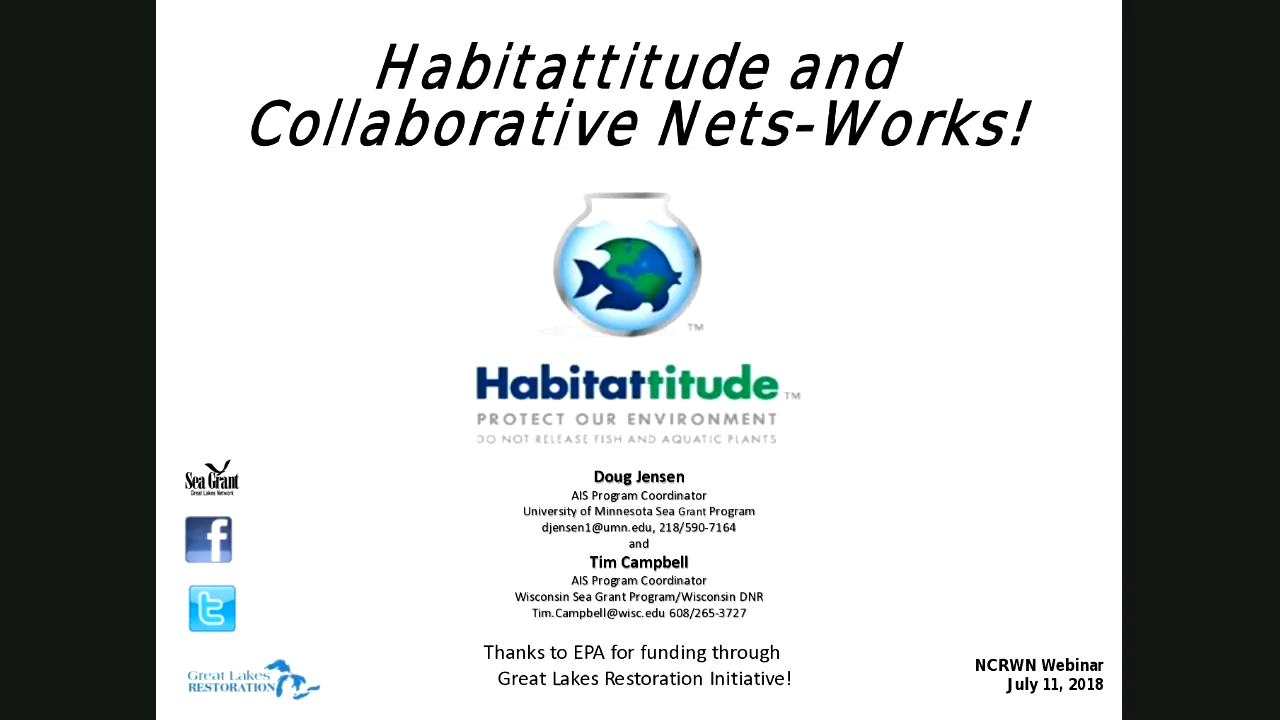 Habitattitude and
Collaborative Nets-Works!
TM
Habitattitude TM
PROTECT OUR ENVIRONMENT
DO NOT RELEASE FISH AND AQUATIC PLANTS
Sea Grant
Great Lakes Network
Doug Jensen
AIS Program Coordinator
University of Minnesota Sea Grant Program
djensen1@umn.edu, 218/590-7164
and
Tim Campbell
AIS Program Coordinator
Wisconsin Sea Grant Program/Wisconsin DNR
Tim.Campbell@wisc.edu 608/265-3727
Thanks to EPA for funding through
Great Lakes Restoration Initiative!
Great Lakes
RESTORATION
NCRWN Webinar
July 11, 2018